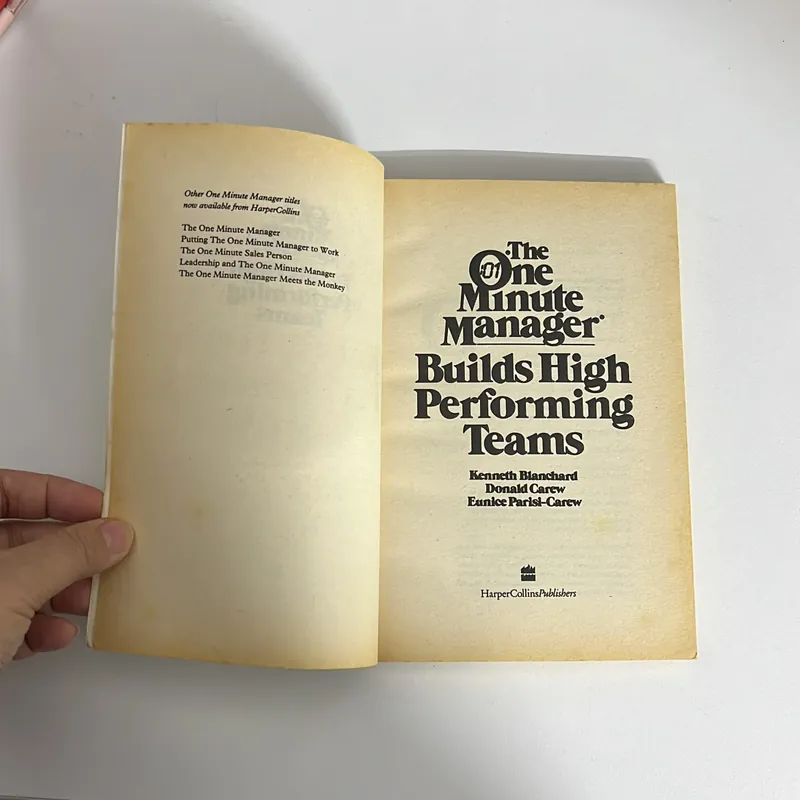 Other One Minute Manager titles
now available from HarperCollins
The One Minute Manager
Putting The One Minute Manager to Work
The One Minute Sales Person
Leadership and The One Minute Manager
The One Minute Manager Meets the Monkey
The
One
01
Minute
Manager
Builds High
Performing
Teams
Kenneth Blanchard
Donald Carew
Eunice Parisi-Carew
HarperCollinsPublishers